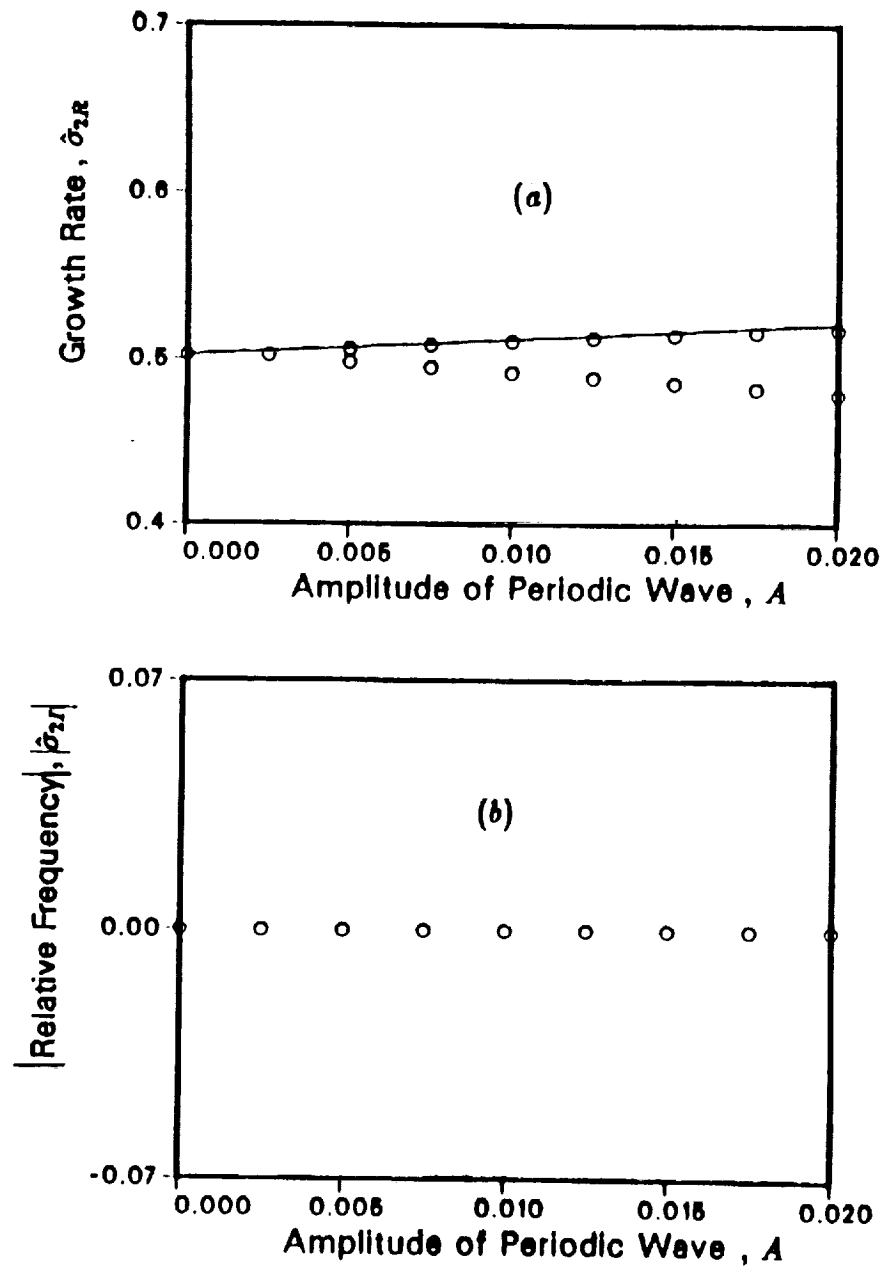 0.7
0.6
0.5
0.4
Growth Rate , σ̂₂R
(a)
0.000 0.005 0.010 0.015 0.020
Amplitude of Periodic Wave , A
0.07
0.00
-0.07
|Relative Frequency|, |σ̂₂I|
(b)
0.000 0.005 0.010 0.015 0.020
Amplitude of Periodic Wave , A